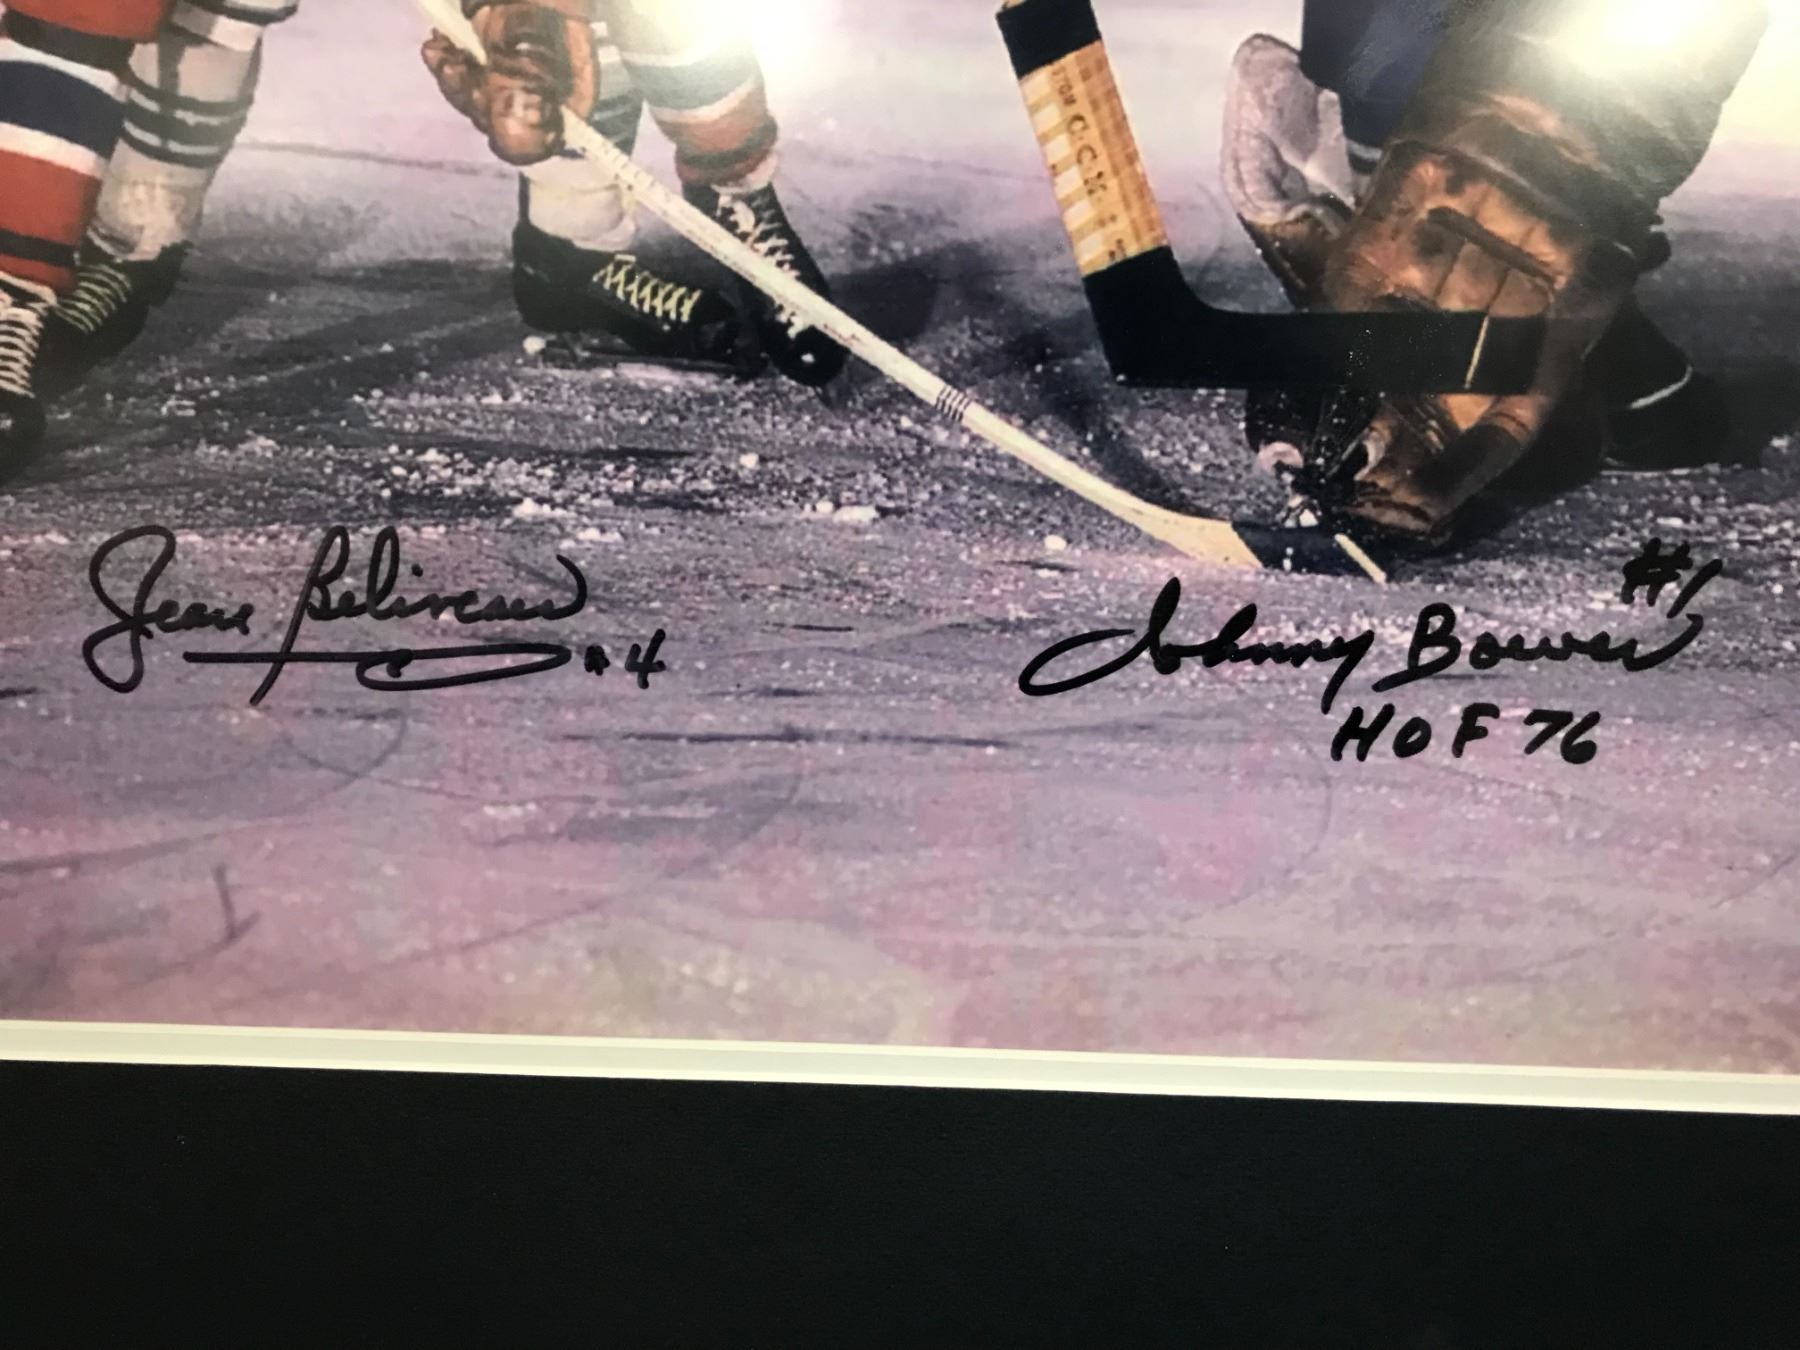 C.C.M.
Jean Beliveau
#4
#1
Johnny Bower
HOF 76